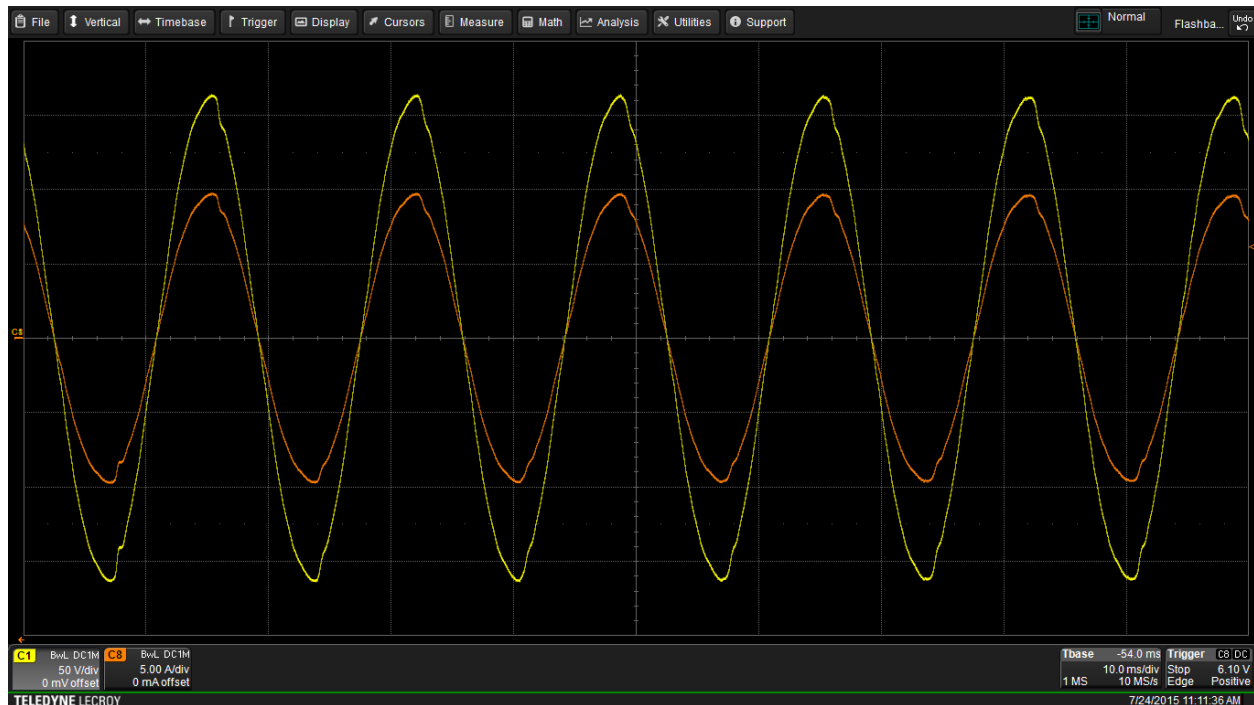 File Vertical Timebase Trigger Display Cursors Measure Math Analysis Utilities Support Normal Flashba... Undo
C8
C1 BwL DC1M C8 BwL DC1M
50 V/div 5.00 A/div
0 mV offset 0 mA offset
Tbase -54.0 ms Trigger C8 DC
10.0 ms/div Stop 6.10 V
1 MS 10 MS/s Edge Positive
TELEDYNE LECROY 7/24/2015 11:11:36 AM